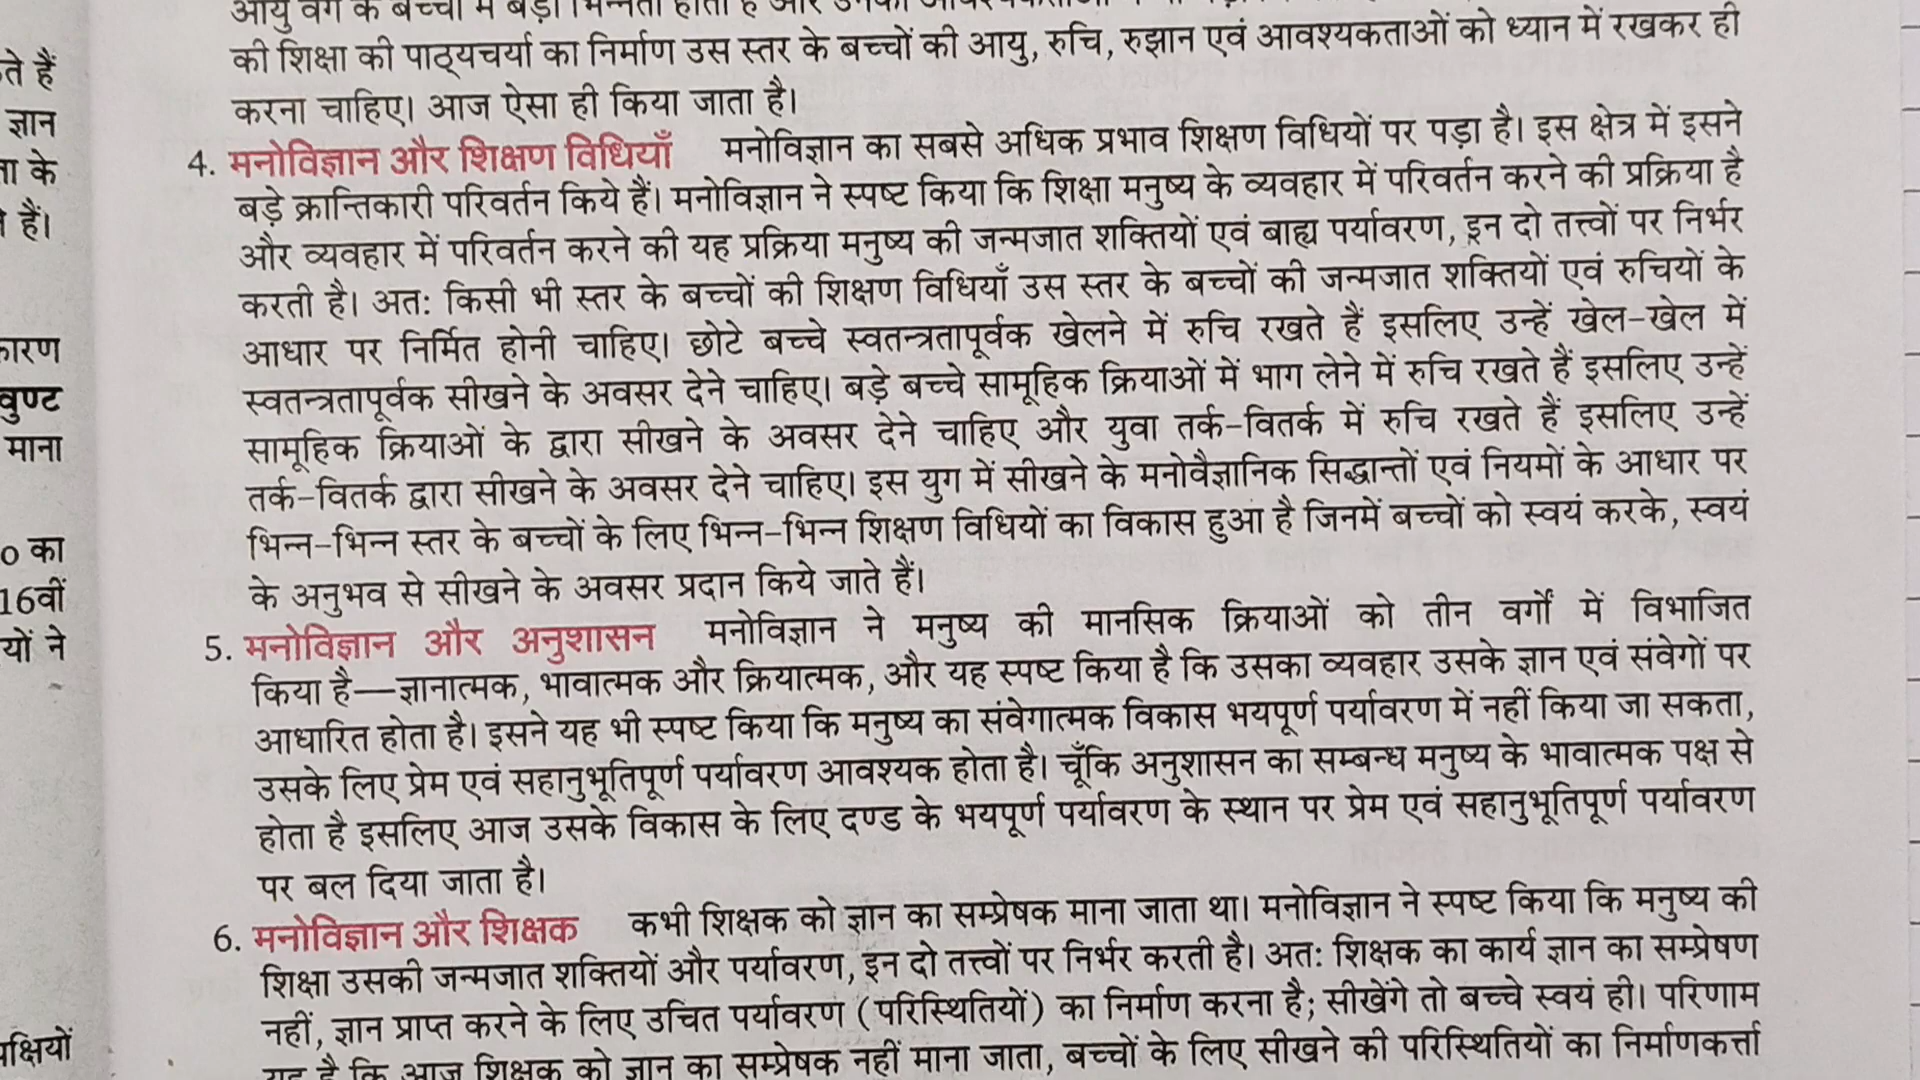 आयु वर्ग के बच्चों में बड़ी भिन्नता होती है और उनकी
की शिक्षा की पाठ्यचर्या का निर्माण उस स्तर के बच्चों की आयु, रुचि, रुझान एवं आवश्यकताओं को ध्यान में रखकर ही
करना चाहिए। आज ऐसा ही किया जाता है।
4. मनोविज्ञान और शिक्षण विधियाँ मनोविज्ञान का सबसे अधिक प्रभाव शिक्षण विधियों पर पड़ा है। इस क्षेत्र में इसने
बड़े क्रान्तिकारी परिवर्तन किये हैं। मनोविज्ञान ने स्पष्ट किया कि शिक्षा मनुष्य के व्यवहार में परिवर्तन करने की प्रक्रिया है
और व्यवहार में परिवर्तन करने की यह प्रक्रिया मनुष्य की जन्मजात शक्तियों एवं बाह्य पर्यावरण, इन दो तत्त्वों पर निर्भर
करती है। अतः किसी भी स्तर के बच्चों की शिक्षण विधियाँ उस स्तर के बच्चों की जन्मजात शक्तियों एवं रुचियों के
आधार पर निर्मित होनी चाहिए। छोटे बच्चे स्वतन्त्रतापूर्वक खेलने में रुचि रखते हैं इसलिए उन्हें खेल-खेल में
स्वतन्त्रतापूर्वक सीखने के अवसर देने चाहिए। बड़े बच्चे सामूहिक क्रियाओं में भाग लेने में रुचि रखते हैं इसलिए उन्हें
सामूहिक क्रियाओं के द्वारा सीखने के अवसर देने चाहिए और युवा तर्क-वितर्क में रुचि रखते हैं इसलिए उन्हें
तर्क-वितर्क द्वारा सीखने के अवसर देने चाहिए। इस युग में सीखने के मनोवैज्ञानिक सिद्धान्तों एवं नियमों के आधार पर
भिन्न-भिन्न स्तर के बच्चों के लिए भिन्न-भिन्न शिक्षण विधियों का विकास हुआ है जिनमें बच्चों को स्वयं करके, स्वयं
के अनुभव से सीखने के अवसर प्रदान किये जाते हैं।
5. मनोविज्ञान और अनुशासन मनोविज्ञान ने मनुष्य की मानसिक क्रियाओं को तीन वर्गों में विभाजित
किया है—ज्ञानात्मक, भावात्मक और क्रियात्मक, और यह स्पष्ट किया है कि उसका व्यवहार उसके ज्ञान एवं संवेगों पर
आधारित होता है। इसने यह भी स्पष्ट किया कि मनुष्य का संवेगात्मक विकास भयपूर्ण पर्यावरण में नहीं किया जा सकता,
उसके लिए प्रेम एवं सहानुभूतिपूर्ण पर्यावरण आवश्यक होता है। चूँकि अनुशासन का सम्बन्ध मनुष्य के भावात्मक पक्ष से
होता है इसलिए आज उसके विकास के लिए दण्ड के भयपूर्ण पर्यावरण के स्थान पर प्रेम एवं सहानुभूतिपूर्ण पर्यावरण
पर बल दिया जाता है।
6. मनोविज्ञान और शिक्षक कभी शिक्षक को ज्ञान का सम्प्रेषक माना जाता था। मनोविज्ञान ने स्पष्ट किया कि मनुष्य की
शिक्षा उसकी जन्मजात शक्तियों और पर्यावरण, इन दो तत्त्वों पर निर्भर करती है। अतः शिक्षक का कार्य ज्ञान का सम्प्रेषण
नहीं, ज्ञान प्राप्त करने के लिए उचित पर्यावरण (परिस्थितियों) का निर्माण करना है; सीखेंगे तो बच्चे स्वयं ही। परिणाम
यह है कि आज शिक्षक को ज्ञान का सम्प्रेषक नहीं माना जाता, बच्चों के लिए सीखने की परिस्थितियों का निर्माणकर्त्ता
ते हैं
ज्ञान
के
हैं।
वुण्ट
माना
का
16वीं
यों ने